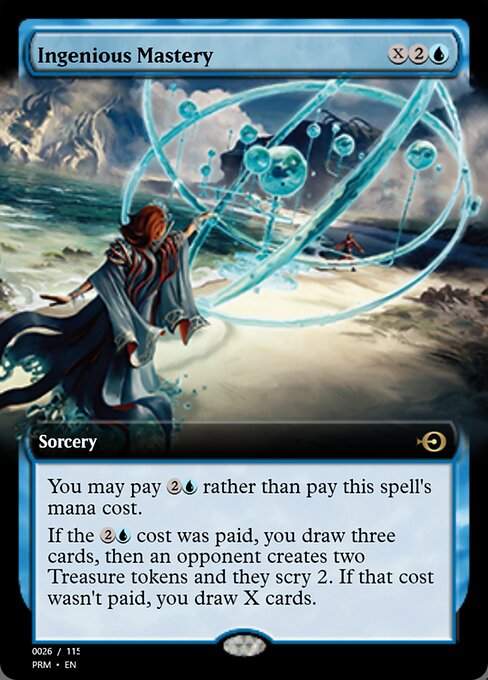 Ingenious Mastery X2
Sorcery
You may pay 2 rather than pay this spell's
mana cost.
If the 2 cost was paid, you draw three
cards, then an opponent creates two
Treasure tokens and they scry 2. If that cost
wasn't paid, you draw X cards.
0026 / 115
PRM • EN